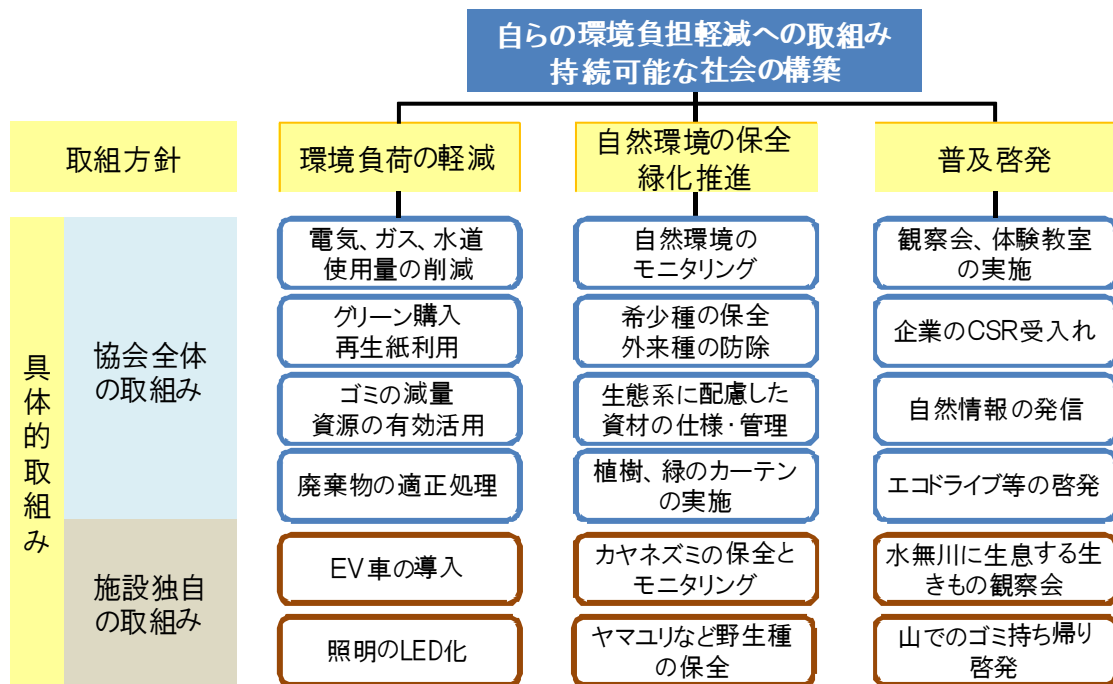 自らの環境負担軽減への取組み
持続可能な社会の構築
取組方針
環境負荷の軽減
自然環境の保全
緑化推進
普及啓発
具体的取組み
協会全体
の取組み
電気、ガス、水道
使用量の削減
自然環境の
モニタリング
観察会、体験教室
の実施
グリーン購入
再生紙利用
希少種の保全
外来種の防除
企業のCSR受入れ
ゴミの減量
資源の有効活用
生態系に配慮した
資材の仕様・管理
自然情報の発信
廃棄物の適正処理
植樹、緑のカーテン
の実施
エコドライブ等の啓発
施設独自
の取組み
EV車の導入
カヤネズミの保全と
モニタリング
水無川に生息する生
きもの観察会
照明のLED化
ヤマユリなど野生種
の保全
山でのゴミ持ち帰り
啓発